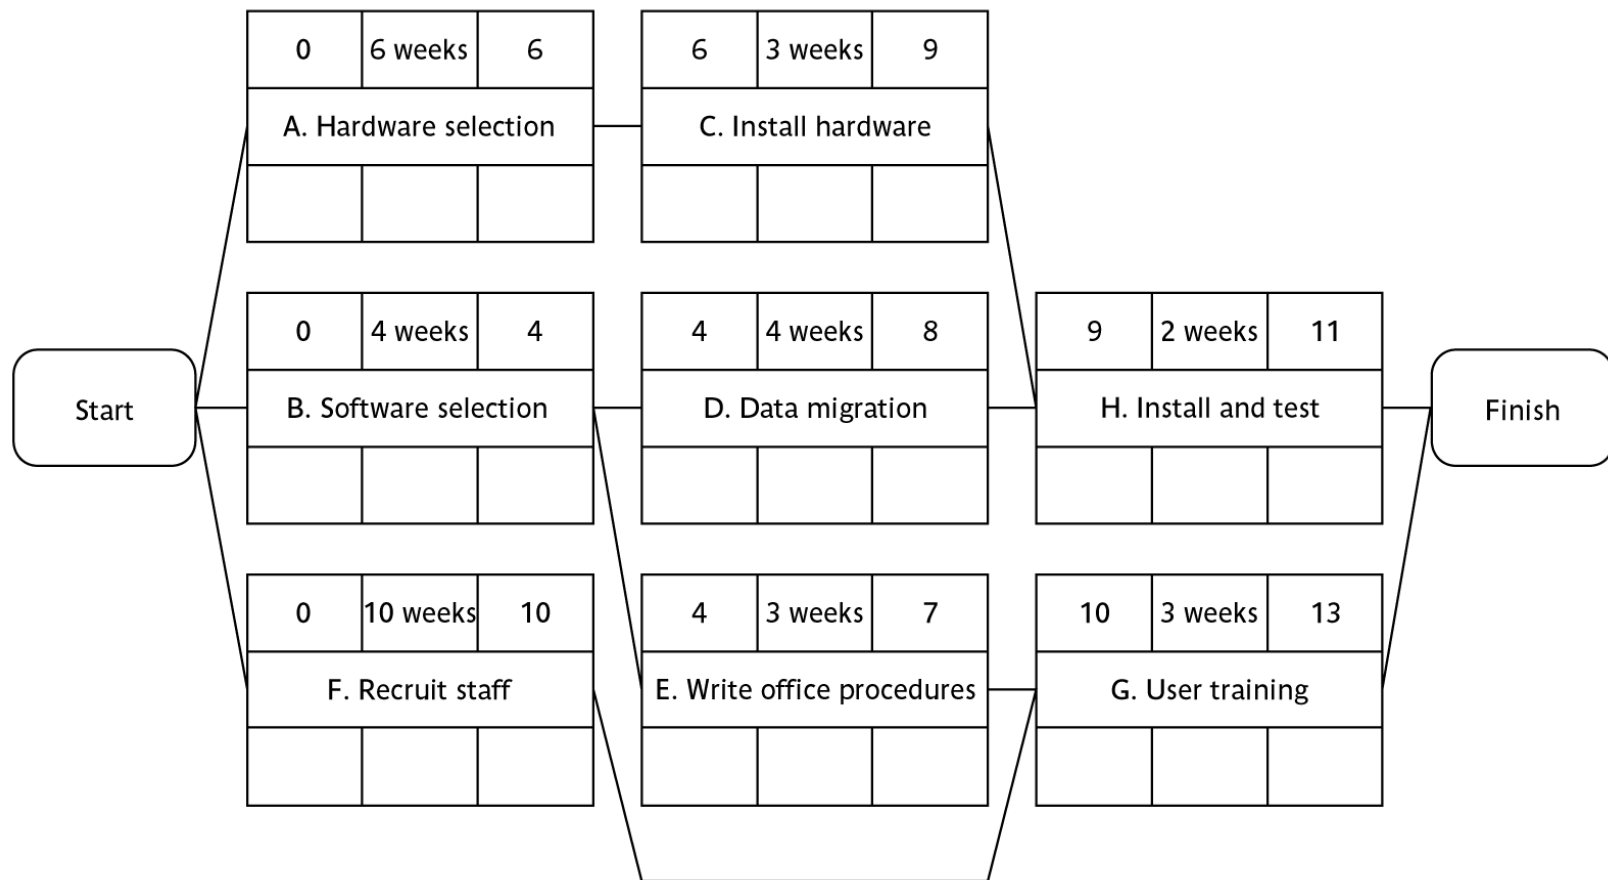 0 6 weeks 6
A. Hardware selection
6 3 weeks 9
C. Install hardware
Start
0 4 weeks 4
B. Software selection
4 4 weeks 8
D. Data migration
9 2 weeks 11
H. Install and test
Finish
0 10 weeks 10
F. Recruit staff
4 3 weeks 7
E. Write office procedures
10 3 weeks 13
G. User training